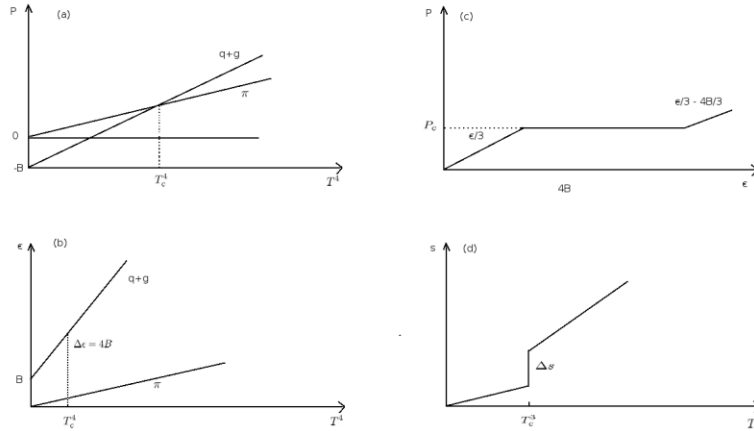 P
(a)
q+g
π
0
-B
T_c^4
T^4
P
(c)
P_c
ϵ/3
ϵ/3 - 4B/3
4B
ϵ
ϵ
(b)
q+g
Δϵ = 4B
B
π
T_c^4
T^4
s
(d)
Δs
T_c^3